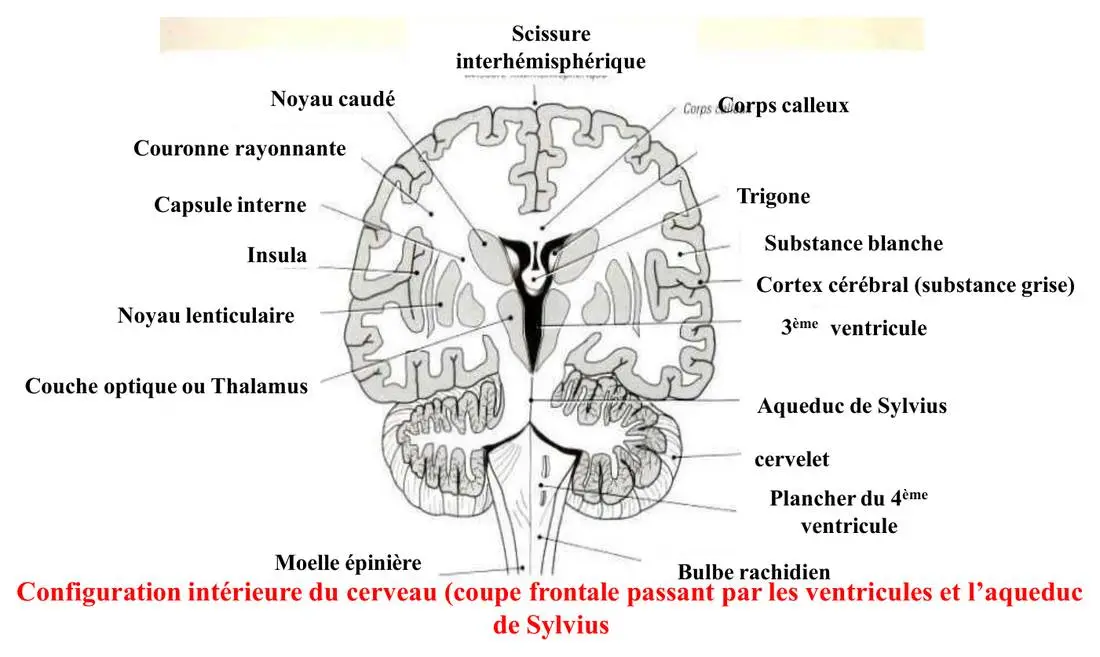 Scissure
interhémisphérique
Noyau caudé
Corps calleux
Corps calleux
Couronne rayonnante
Trigone
Capsule interne
Substance blanche
Insula
Cortex cérébral (substance grise)
Noyau lenticulaire
3ème ventricule
Couche optique ou Thalamus
Aqueduc de Sylvius
cervelet
Plancher du 4ème
ventricule
Moelle épinière
Bulbe rachidien
Configuration intérieure du cerveau (coupe frontale passant par les ventricules et l’aqueduc
de Sylvius